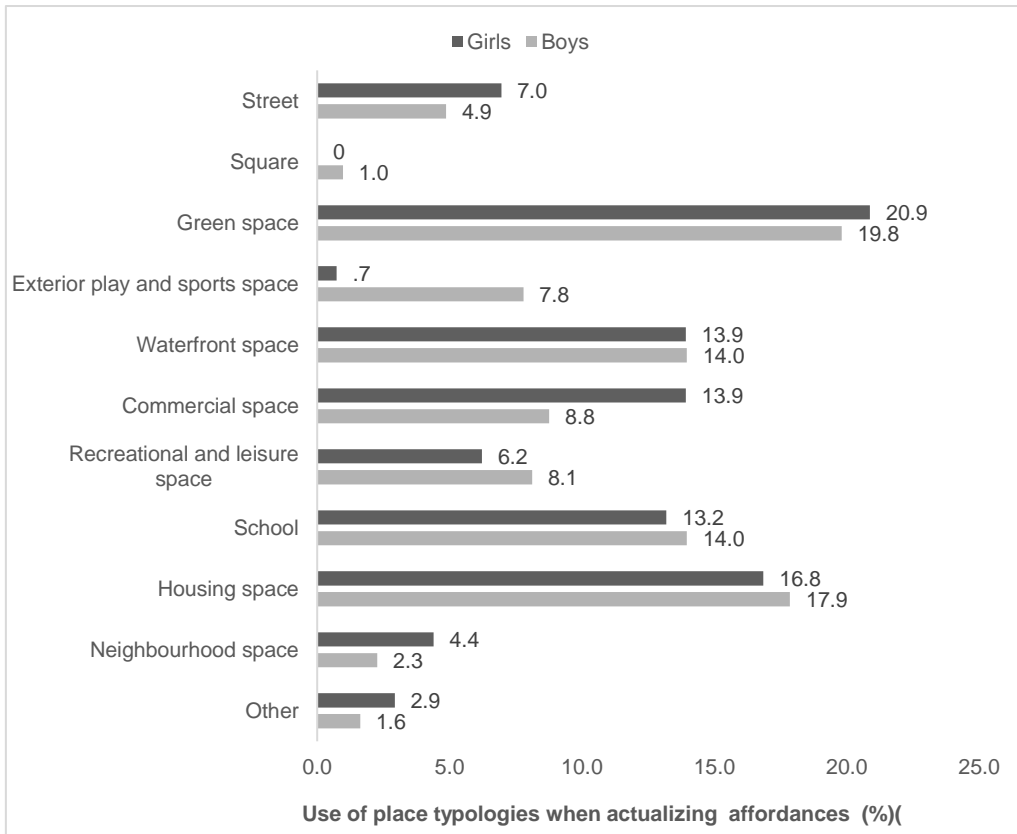 Girls Boys
Street
7.0
4.9
Square
0
1.0
Green space
20.9
19.8
Exterior play and sports space
.7
7.8
Waterfront space
13.9
14.0
Commercial space
13.9
8.8
Recreational and leisure
space
6.2
8.1
School
13.2
14.0
Housing space
16.8
17.9
Neighbourhood space
4.4
2.3
Other
2.9
1.6
0.0 5.0 10.0 15.0 20.0 25.0
Use of place typologies when actualizing affordances (%)(